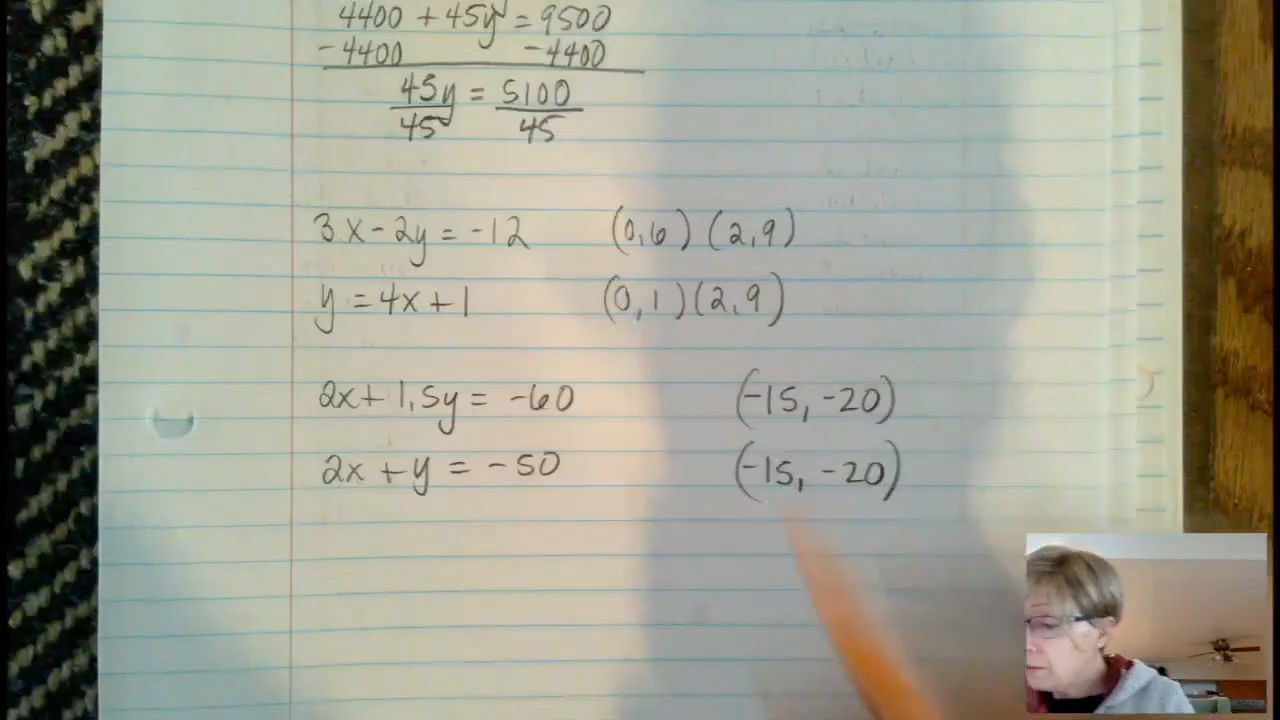 4400 + 45y = 9500
-4400 -4400
45y = 5100
45 45
3x-2y = -12 (0,6) (2,9)
y = 4x+1 (0,1) (2,9)
2x+ 1.5y = -60 (-15, -20)
2x + y = -50 (-15, -20)